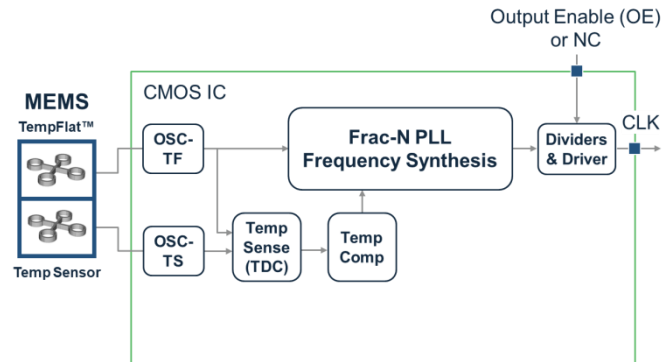 Output Enable (OE)
or NC
MEMS
TempFlat™
CMOS IC
CLK
OSC-
TF
Frac-N PLL
Frequency Synthesis
Dividers
& Driver
OSC-
TS
Temp
Sense
(TDC)
Temp
Comp
Temp Sensor